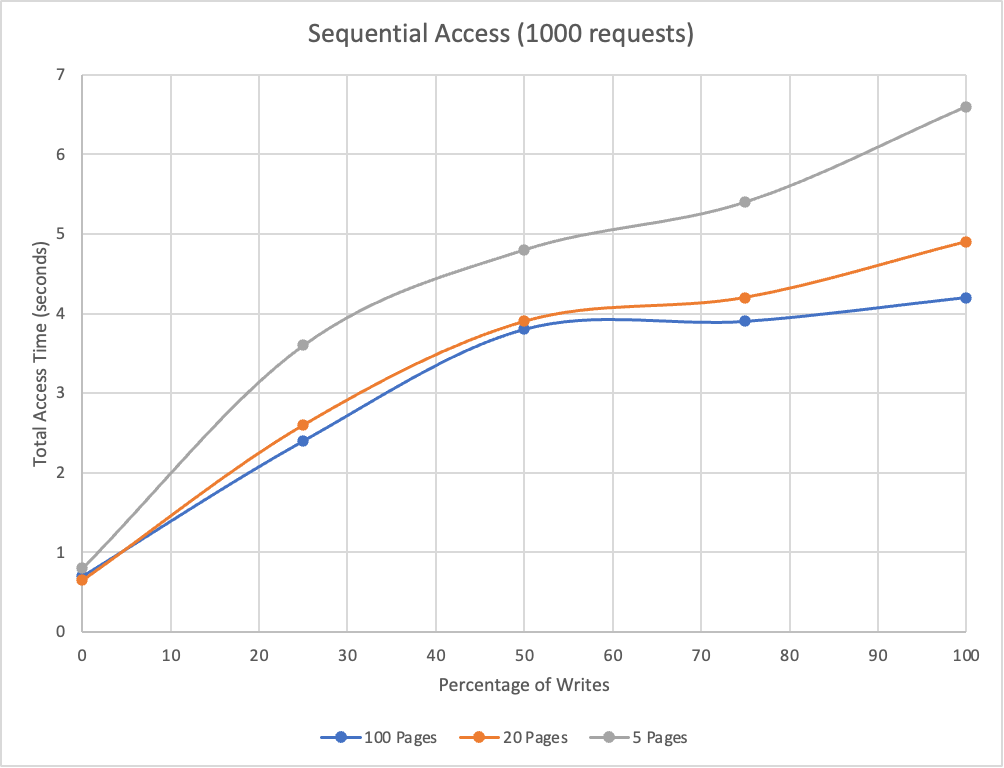 Sequential Access (1000 requests)
Total Access Time (seconds)
7
6
5
4
3
2
1
0
0 10 20 30 40 50 60 70 80 90 100
Percentage of Writes
100 Pages 20 Pages 5 Pages